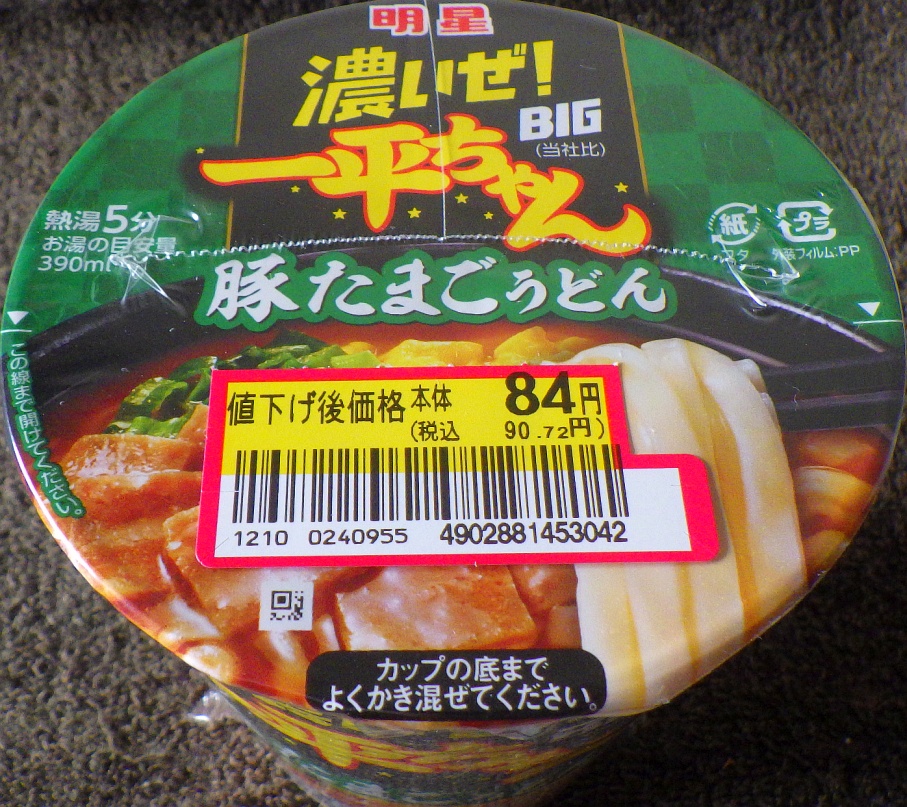 明星
濃いぜ!
BIG
(当社比)
一平ちゃん
熱湯5分
お湯の目安量
390ml
紙
プラ
外装フィルム:PP
豚たまごうどん
この線まで開けてください。
値下げ後価格 本体 84円
(税込 90.72円)
1210 0240955 4902881453042
カップの底まで
よくかき混ぜてください。